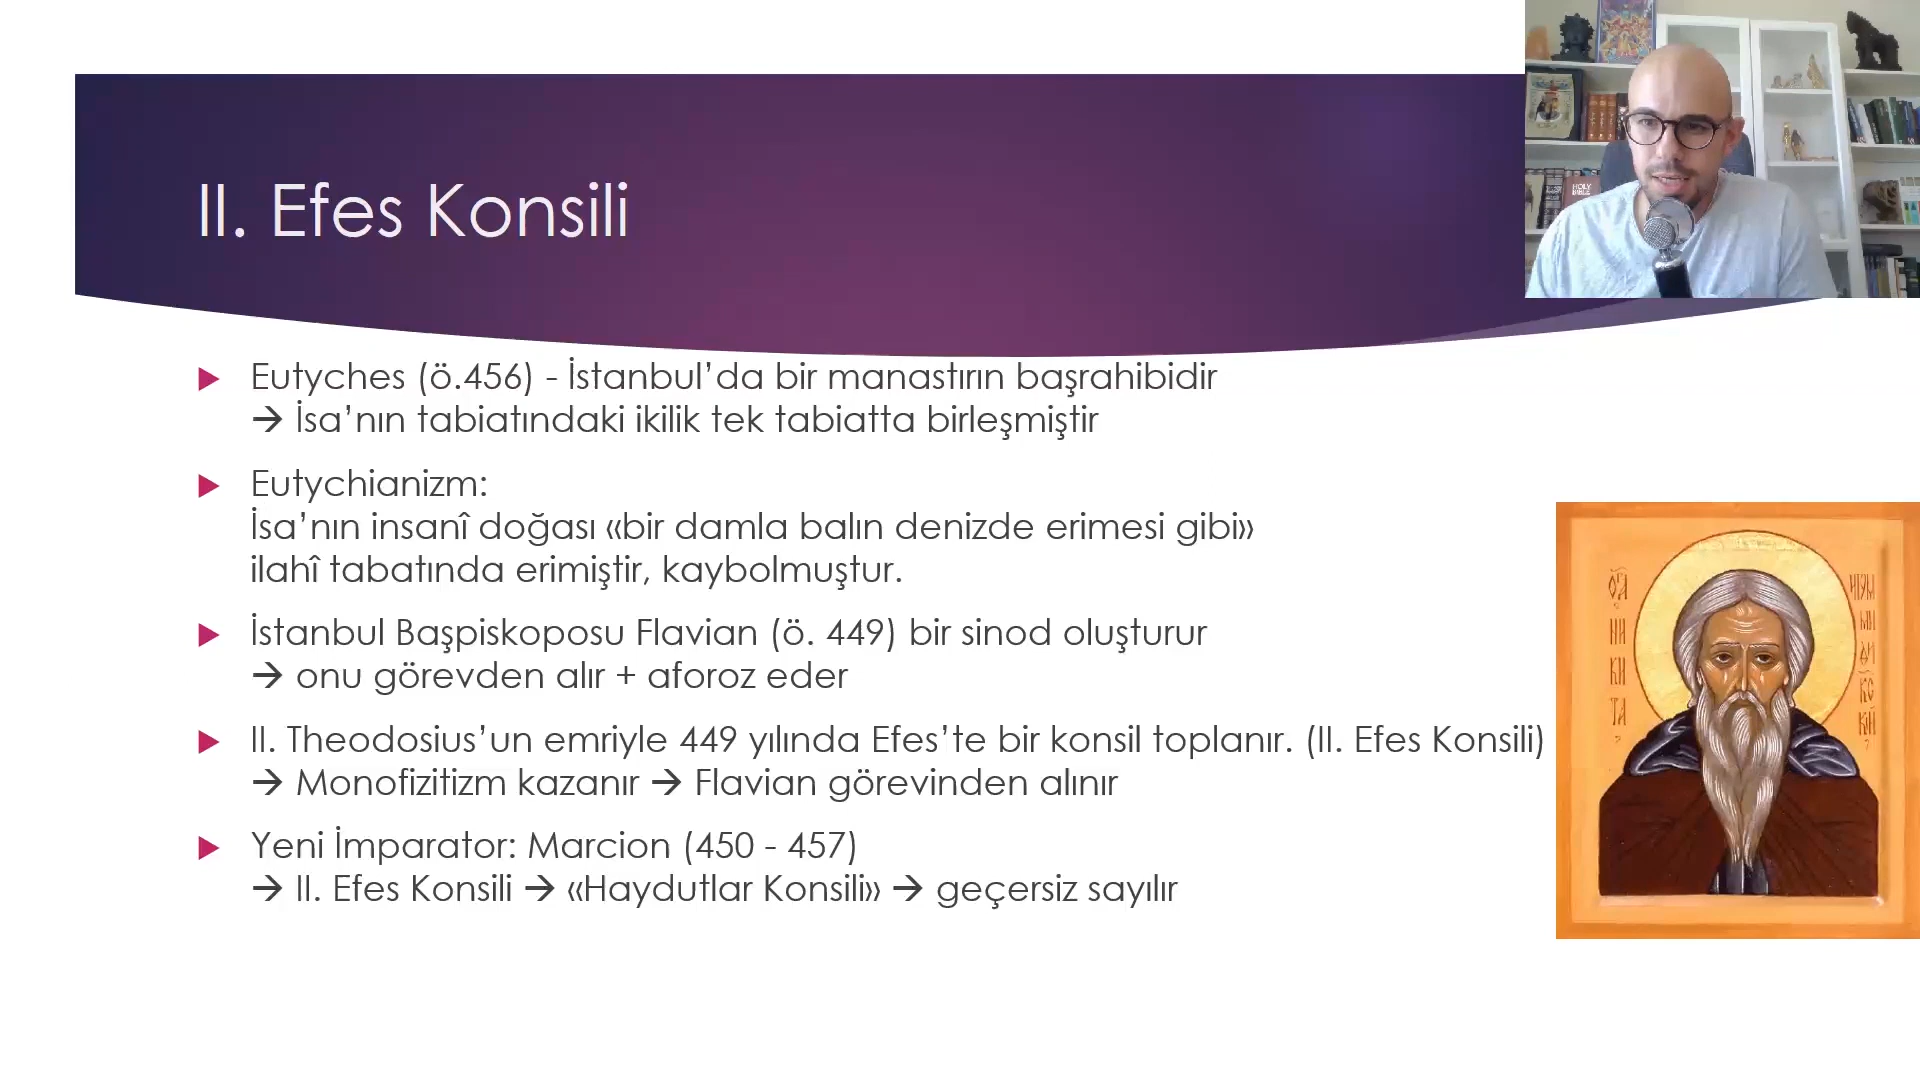 II. Efes Konsili
HOLY
BIBLE
Eutyches (ö.456) - İstanbul’da bir manastırın başrahibidir
→ İsa’nın tabiatındaki ikilik tek tabiatta birleşmiştir
Eutychianizm:
İsa’nın insanî doğası «bir damla balın denizde erimesi gibi»
ilahî tabatında erimiştir, kaybolmuştur.
İstanbul Başpiskoposu Flavian (ö. 449) bir sinod oluşturur
→ onu görevden alır + aforoz eder
II. Theodosius’un emriyle 449 yılında Efes’te bir konsil toplanır. (II. Efes Konsili)
→ Monofizitizm kazanır → Flavian görevinden alınır
Yeni İmparator: Marcion (450 - 457)
→ II. Efes Konsili → «Haydutlar Konsili» → geçersiz sayılır